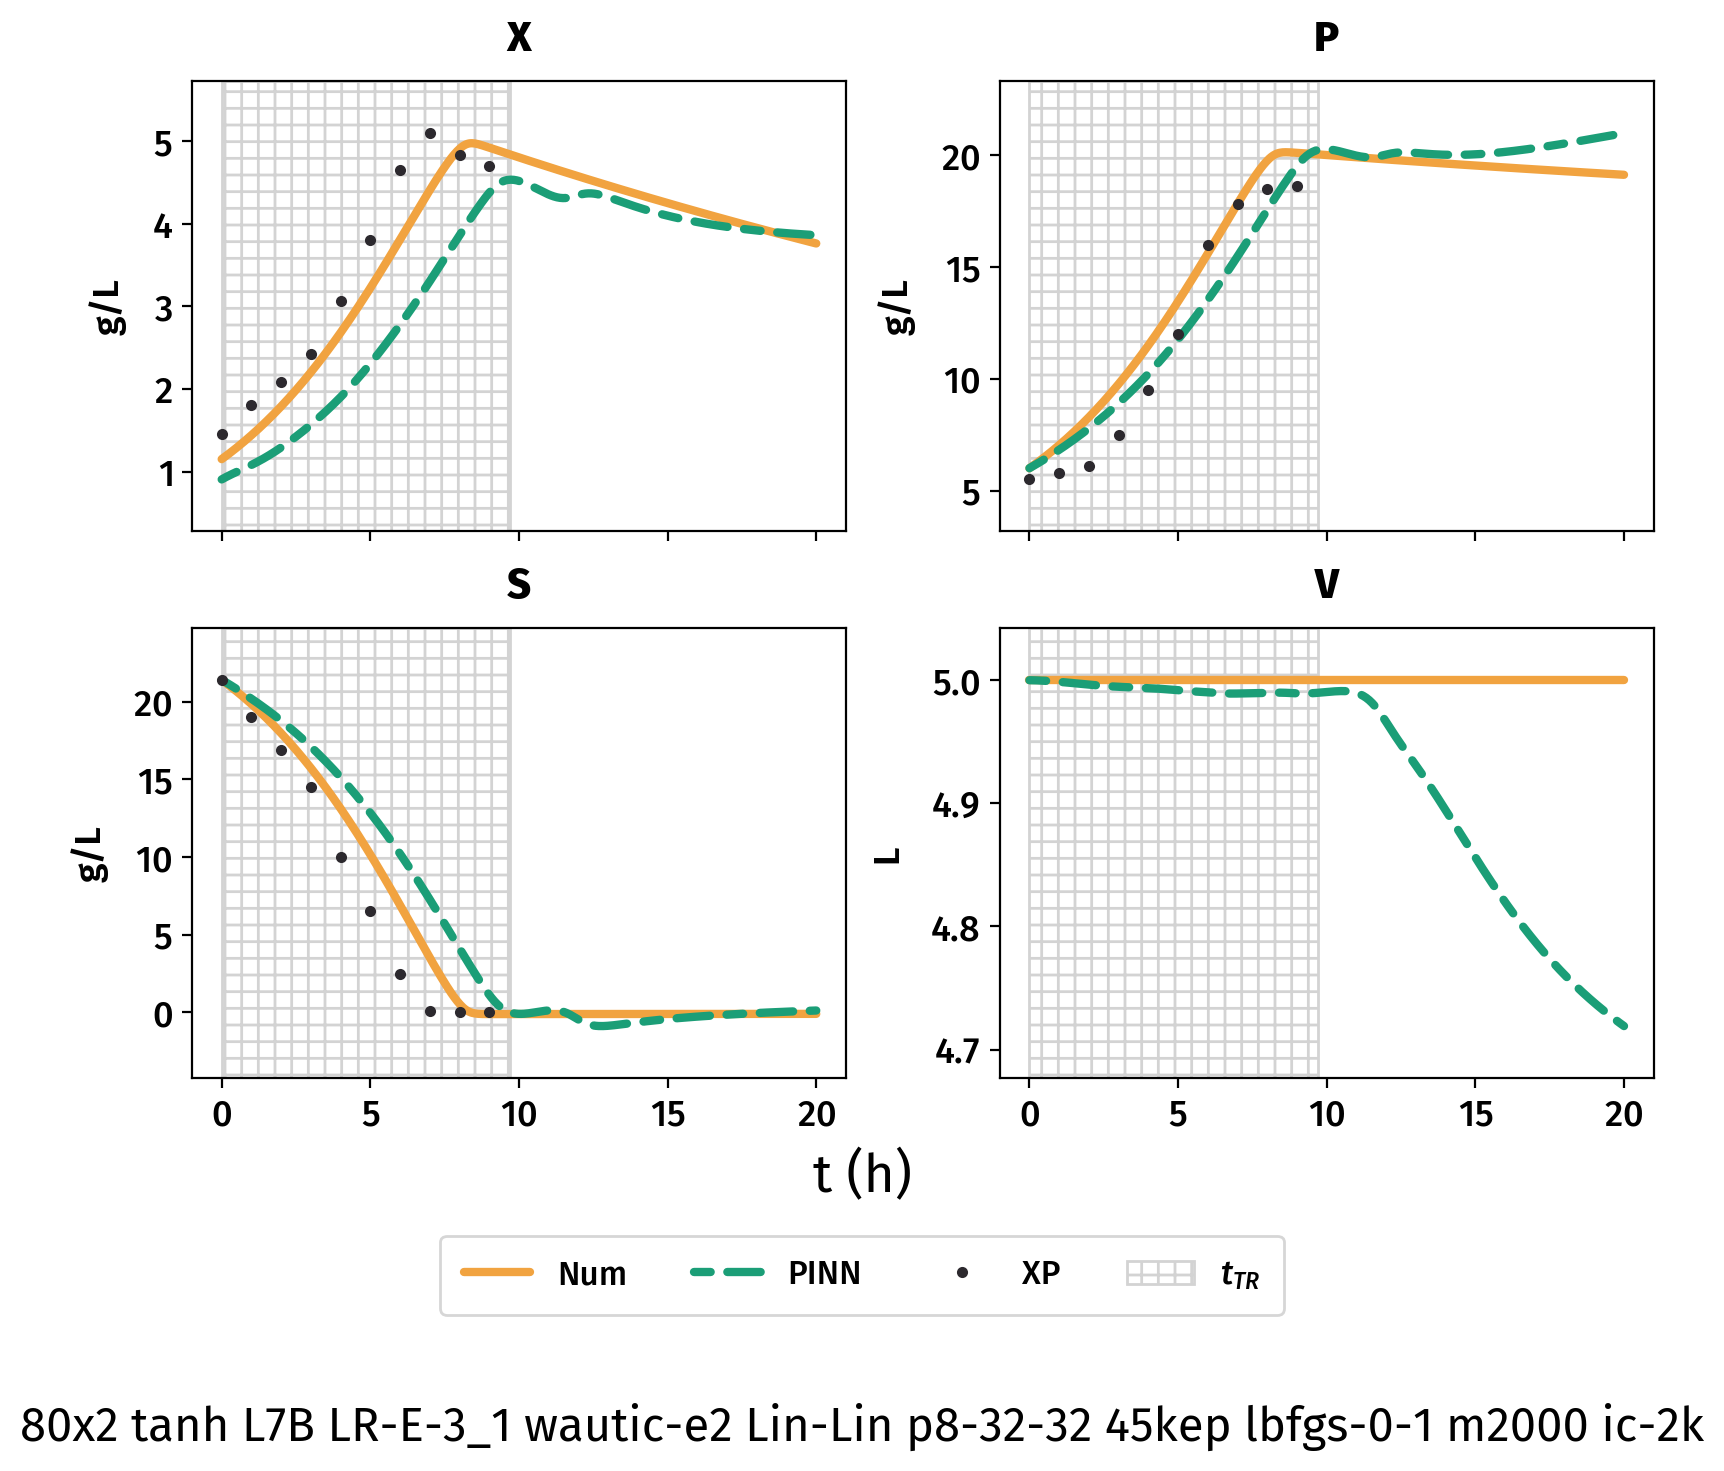 X
P
5
4
3
2
1
g/L
20
15
10
5
g/L
S
V
20
15
10
5
0
g/L
0 5 10 15 20
5.0
4.9
4.8
4.7
L
0 5 10 15 20
t (h)
Num PINN XP tTR
80x2 tanh L7B LR-E-3_1 wautic-e2 Lin-Lin p8-32-32 45kep lbfgs-0-1 m2000 ic-2k